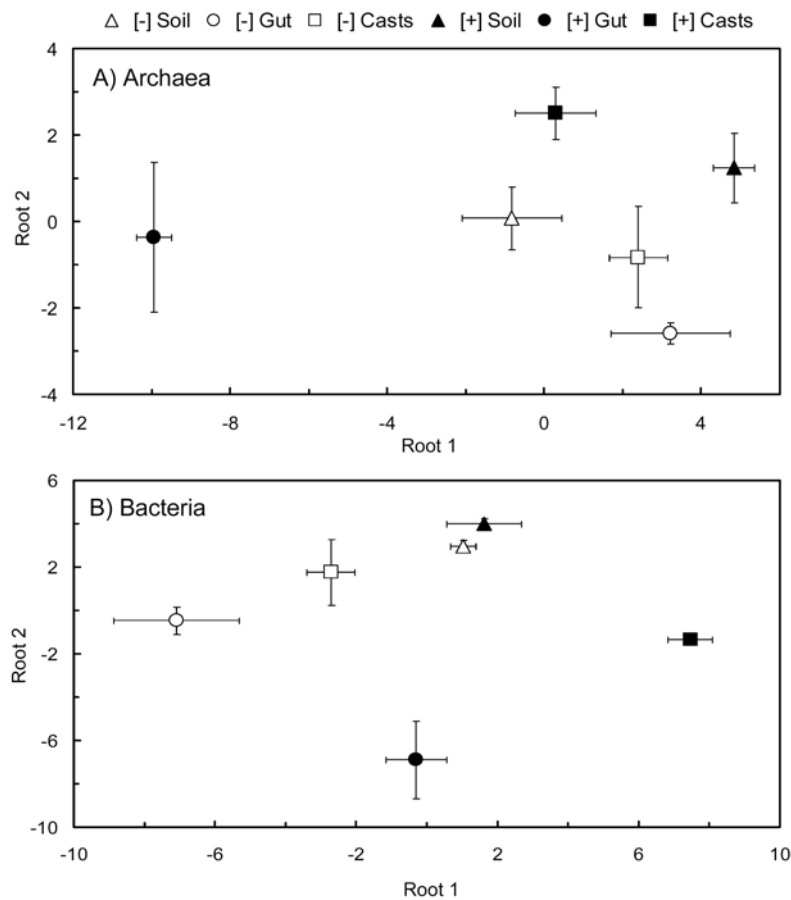 △ [-] Soil ○ [-] Gut □ [-] Casts ▲ [+] Soil ● [+] Gut ■ [+] Casts
A) Archaea
4
2
0
-2
-4
Root 2
-12 -8 -4 0 4
Root 1
B) Bacteria
6
2
-2
-6
-10
Root 2
-10 -6 -2 2 6 10
Root 1